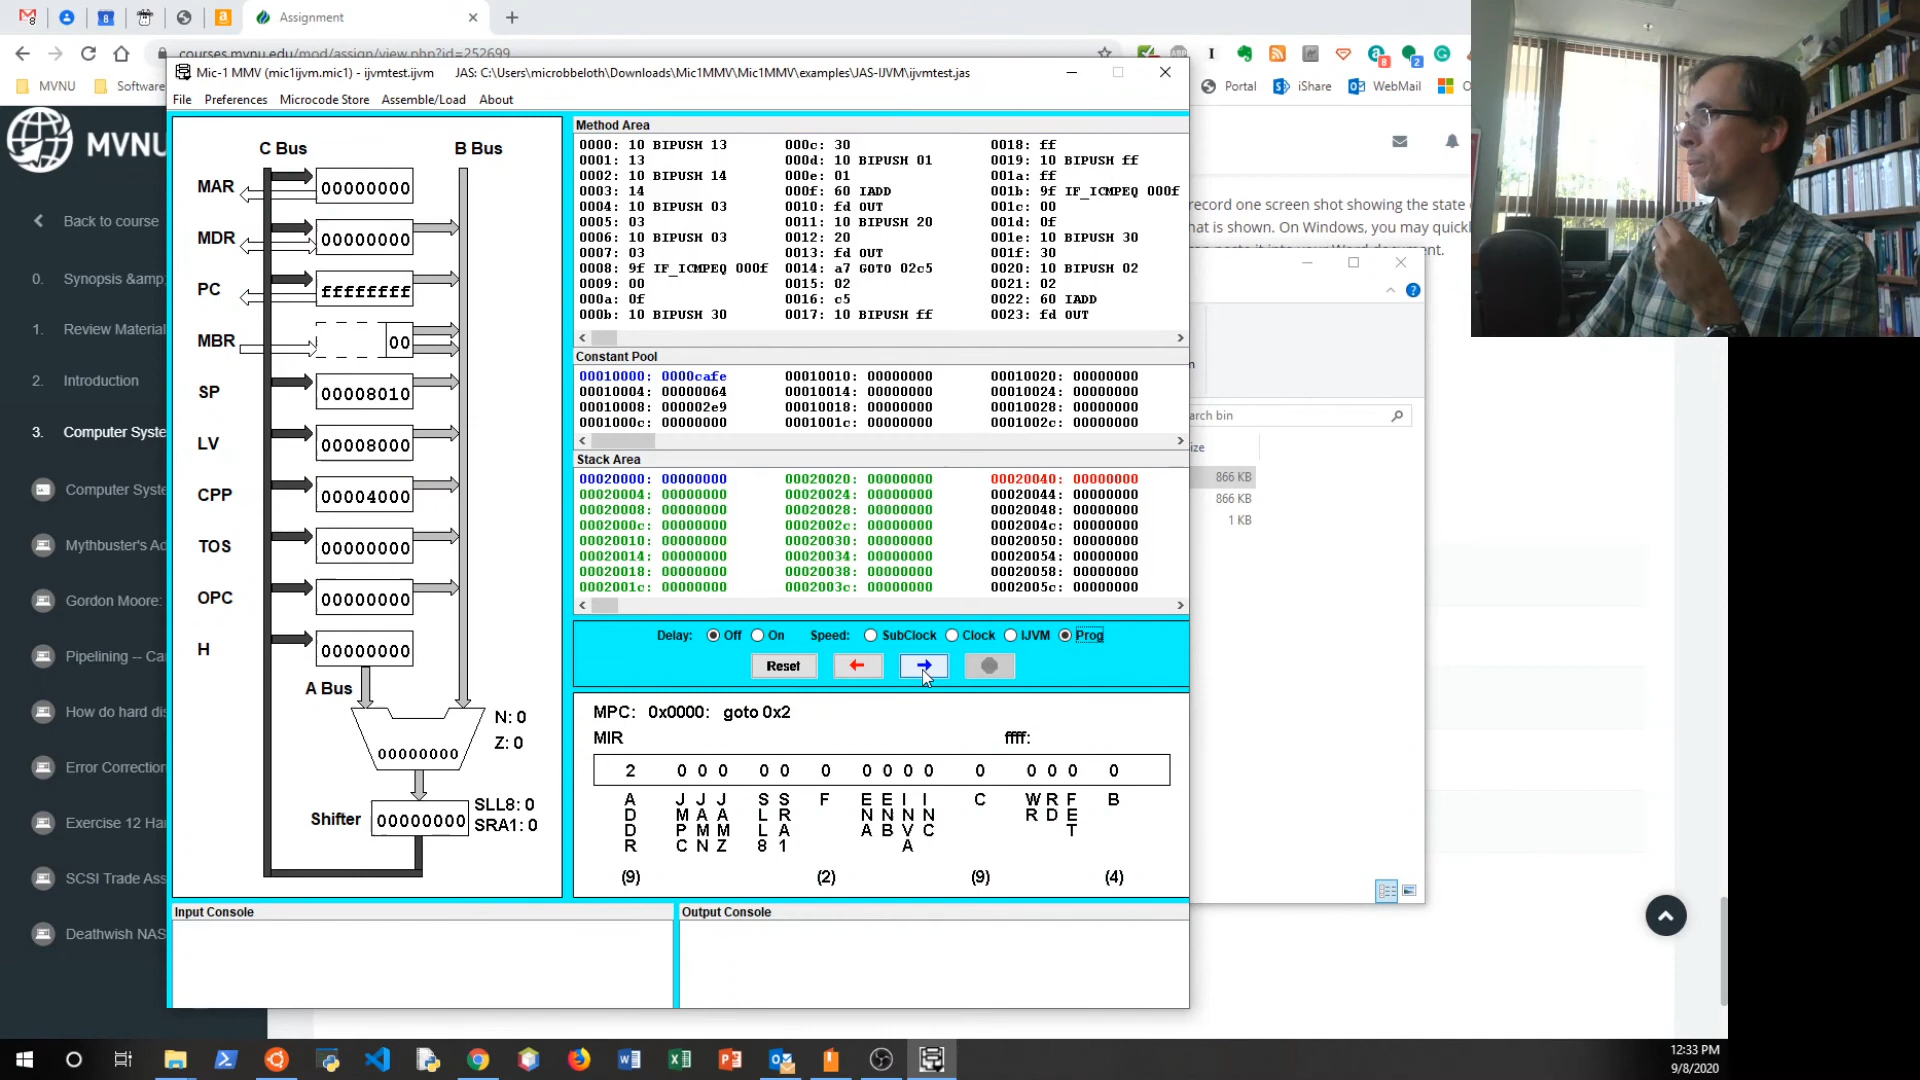 Assignment
courses.mvnu.edu/mod/assign/view.php?id=252699
MVNU
Software
Portal
iShare
WebMail
Mic-1 MMV (mic1ijvm.mic1) - ijvmtest.ijvm JAS: C:\Users\microbbeloth\Downloads\Mic1MMV\Mic1MMV\examples\JAS-IJVM\ijvmtest.jas
File Preferences Microcode Store Assemble/Load About
MVNU
Back to course
0. Synopsis &amp;
1. Review Material
2. Introduction
3. Computer Syste
Computer Syste
Mythbuster's Ad
Gordon Moore:
Pipelining -- Ca
How do hard dis
Error Correction
Exercise 12 Har
SCSI Trade Ass
Deathwish NAS
C Bus B Bus
MAR 00000000
MDR 00000000
PC ffffffff
MBR 00
SP 00008010
LV 00008000
CPP 00004000
TOS 00000000
OPC 00000000
H 00000000
A Bus
N: 0
Z: 0
00000000
Shifter 00000000
SLL8: 0
SRA1: 0
Method Area
0000: 10 BIPUSH 13 000c: 30 0018: ff
0001: 13 000d: 10 BIPUSH 01 0019: 10 BIPUSH ff
0002: 10 BIPUSH 14 000e: 01 001a: ff
0003: 14 000f: 60 IADD 001b: 9f IF_ICMPEQ 000f
0004: 10 BIPUSH 03 0010: fd OUT 001c: 00
0005: 03 0011: 10 BIPUSH 20 001d: 0f
0006: 10 BIPUSH 03 0012: 20 001e: 10 BIPUSH 30
0007: 03 0013: fd OUT 001f: 30
0008: 9f IF_ICMPEQ 000f 0014: a7 GOTO 02c5 0020: 10 BIPUSH 02
0009: 00 0015: 02 0021: 02
000a: 0f 0016: c5 0022: 60 IADD
000b: 10 BIPUSH 30 0017: 10 BIPUSH ff 0023: fd OUT
Constant Pool
00010000: 0000cafe 00010010: 00000000 00010020: 00000000
00010004: 00000064 00010014: 00000000 00010024: 00000000
00010008: 000002e9 00010018: 00000000 00010028: 00000000
0001000c: 00000000 0001001c: 00000000 0001002c: 00000000
Stack Area
00020000: 00000000 00020020: 00000000 00020040: 00000000
00020004: 00000000 00020024: 00000000 00020044: 00000000
00020008: 00000000 00020028: 00000000 00020048: 00000000
0002000c: 00000000 0002002c: 00000000 0002004c: 00000000
00020010: 00000000 00020030: 00000000 00020050: 00000000
00020014: 00000000 00020034: 00000000 00020054: 00000000
00020018: 00000000 00020038: 00000000 00020058: 00000000
0002001c: 00000000 0002003c: 00000000 0002005c: 00000000
Delay: Off On Speed: SubClock Clock IJVM Prog
Reset
MPC: 0x0000: goto 0x2
MIR ffff:
2 0 0 0 0 0 0 0 0 0 0 0 0 0 0 0
ADDR JMPC JAMN JAMZ SLL8 SRA1 F ENA ENB INVA INC C WR RD FET B
(9) (2) (9) (4)
Input Console
Output Console
record one screen shot showing the state
hat is shown. On Windows, you may quickl
paste it into your Word document.
arch bin
ize
866 KB
866 KB
1 KB
12:33 PM
9/8/2020